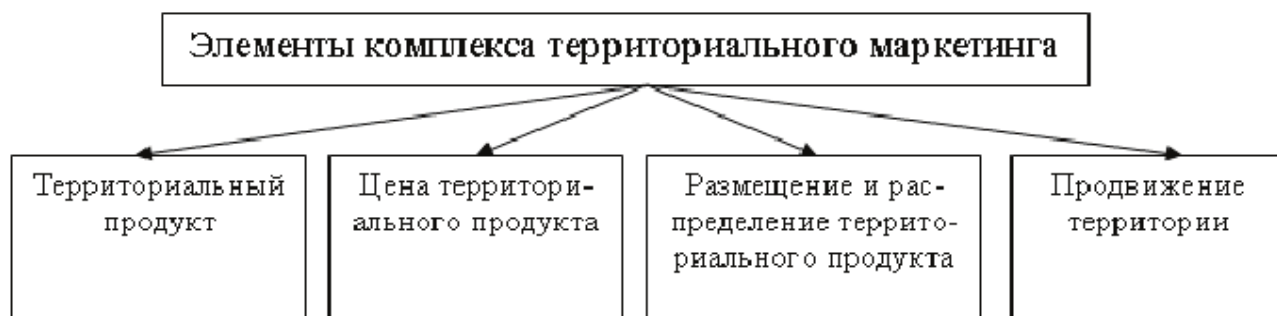 Элементы комплекса территориального маркетинга
Территориальный
продукт
Цена территори-
ального продукта
Размещение и рас-
пределение террито-
риального продукта
Продвижение
территории